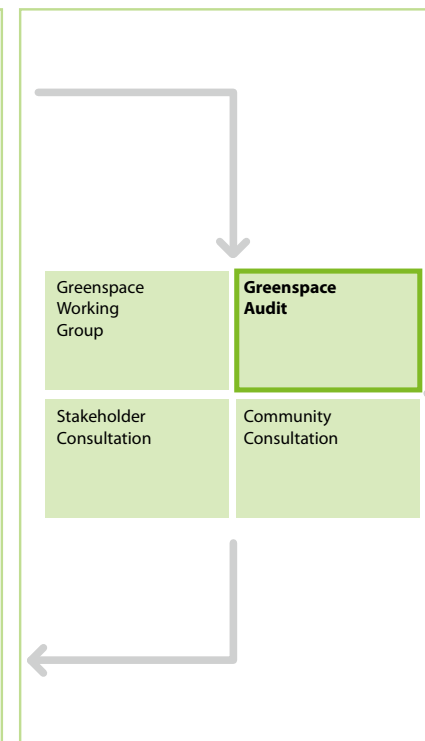 Greenspace
Working
Group
Greenspace
Audit
Stakeholder
Consultation
Community
Consultation